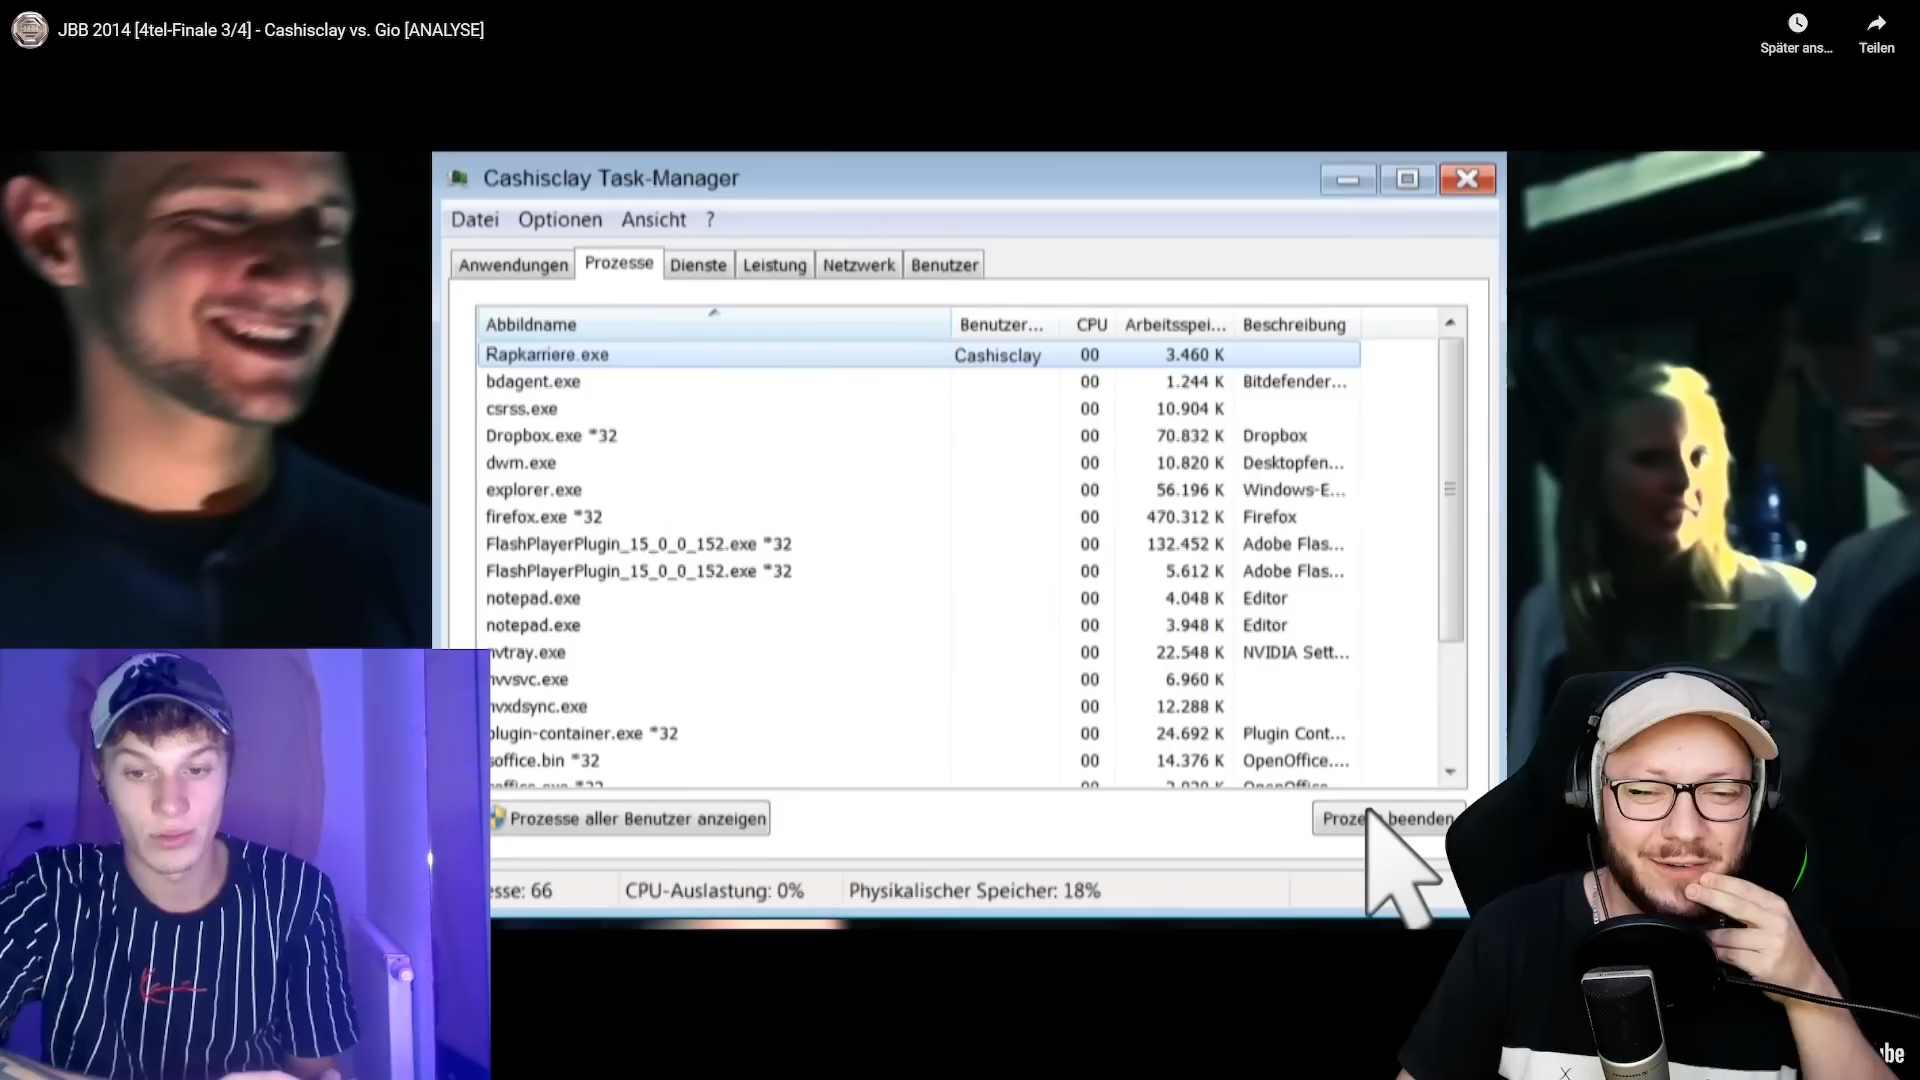 JBB 2014 [4tel-Finale 3/4] - Cashisclay vs. Gio [ANALYSE]
Später ans...
Teilen
Cashisclay Task-Manager
Datei Optionen Ansicht ?
Anwendungen Prozesse Dienste Leistung Netzwerk Benutzer
Abbildname Benutzer... CPU Arbeitsspei... Beschreibung
Rapkarriere.exe Cashisclay 00 3.460 K
bdagent.exe 00 1.244 K Bitdefender...
csrss.exe 00 10.904 K
Dropbox.exe *32 00 70.832 K Dropbox
dwm.exe 00 10.820 K Desktopfen...
explorer.exe 00 56.196 K Windows-E...
firefox.exe *32 00 470.312 K Firefox
FlashPlayerPlugin_15_0_0_152.exe *32 00 132.452 K Adobe Flas...
FlashPlayerPlugin_15_0_0_152.exe *32 00 5.612 K Adobe Flas...
notepad.exe 00 4.048 K Editor
notepad.exe 00 3.948 K Editor
nvtray.exe 00 22.548 K NVIDIA Sett...
nvvsvc.exe 00 6.960 K
nvxdsync.exe 00 12.288 K
plugin-container.exe *32 00 24.692 K Plugin Cont...
soffice.bin *32 00 14.376 K OpenOffice....
Prozesse aller Benutzer anzeigen
beenden
sse: 66 CPU-Auslastung: 0% Physikalischer Speicher: 18%